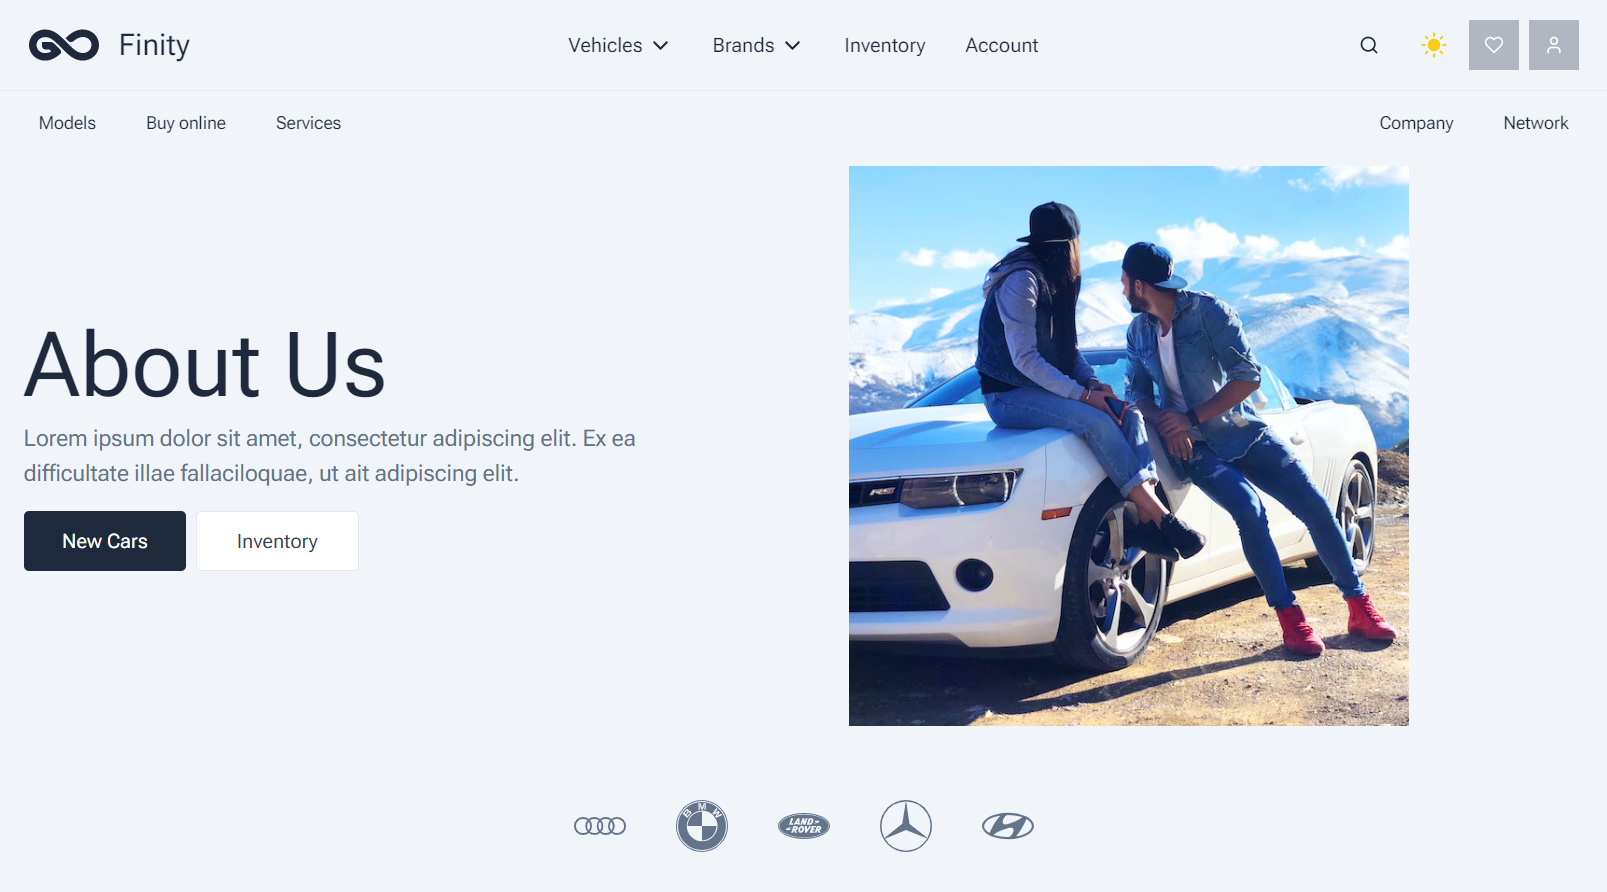 Finity
Vehicles
Brands
Inventory
Account
Models
Buy online
Services
Company
Network
About Us
Lorem ipsum dolor sit amet, consectetur adipiscing elit. Ex ea
difficultate illae fallaciloquae, ut ait adipiscing elit.
New Cars
Inventory
RS
BMW
LAND-
-ROVER